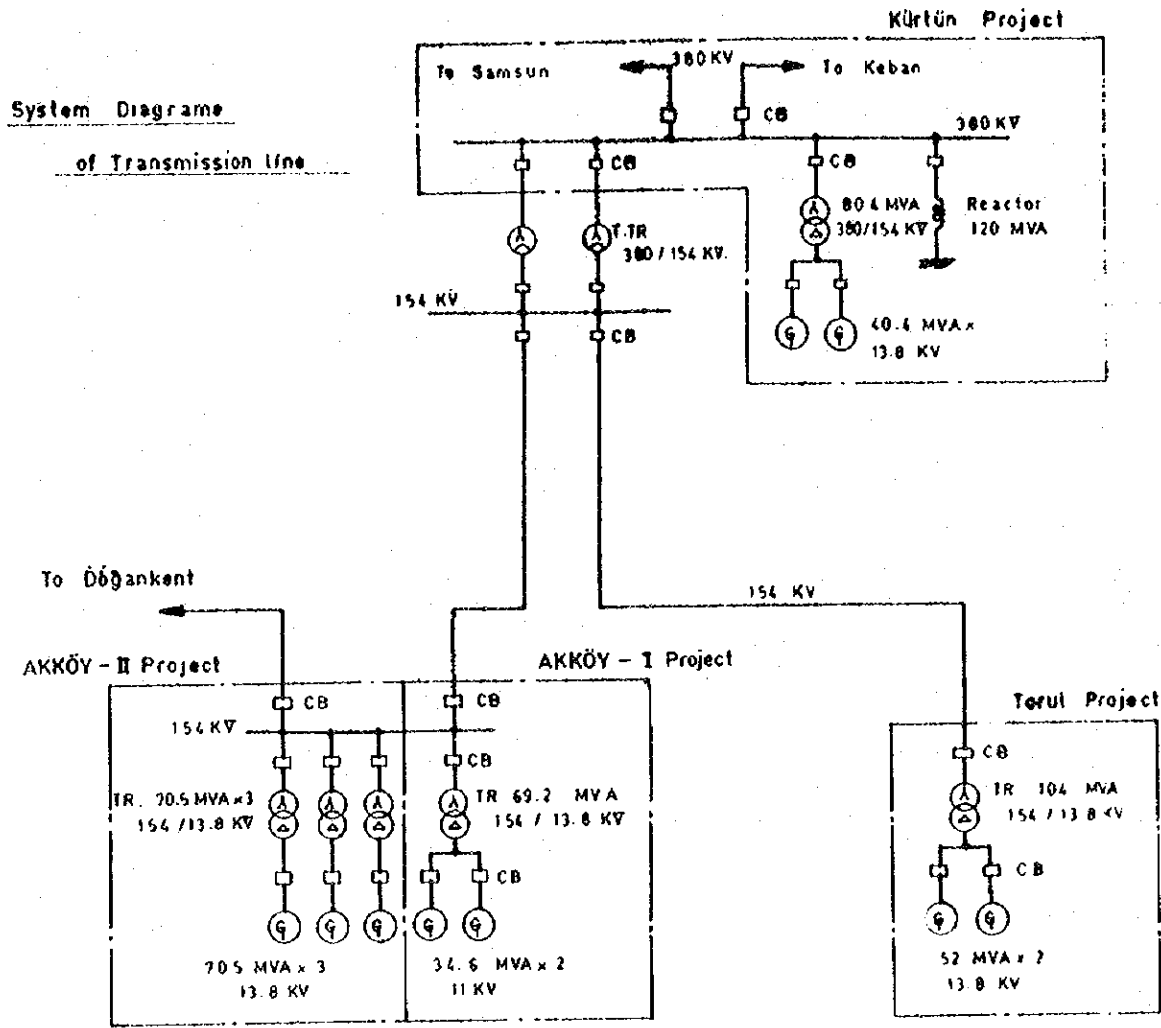 Kürtün Project
System Diagrame
of Transmission line
380 KV
To Samsun
To Keban
CB
380 KV
CB
CB
80.4 MVA
380/154 KV
Reactor
120 MVA
T.TR
380 / 154 KV.
154 KV
CB
G G
40.4 MVA x
13.8 KV
To Doğankent
154 KV
AKKÖY - II Project
AKKÖY - I Project
Torul Project
CB
CB
154 KV
CB
CB
TR. 70.5 MVA x 3
154 / 13.8 KV
TR 69.2 MVA
154 / 13.8 KV
TR 104 MVA
154 / 13.8 KV
CB
CB
G G G G G
G G
70.5 MVA x 3
13.8 KV
34.6 MVA x 2
11 KV
52 MVA x 2
13.8 KV